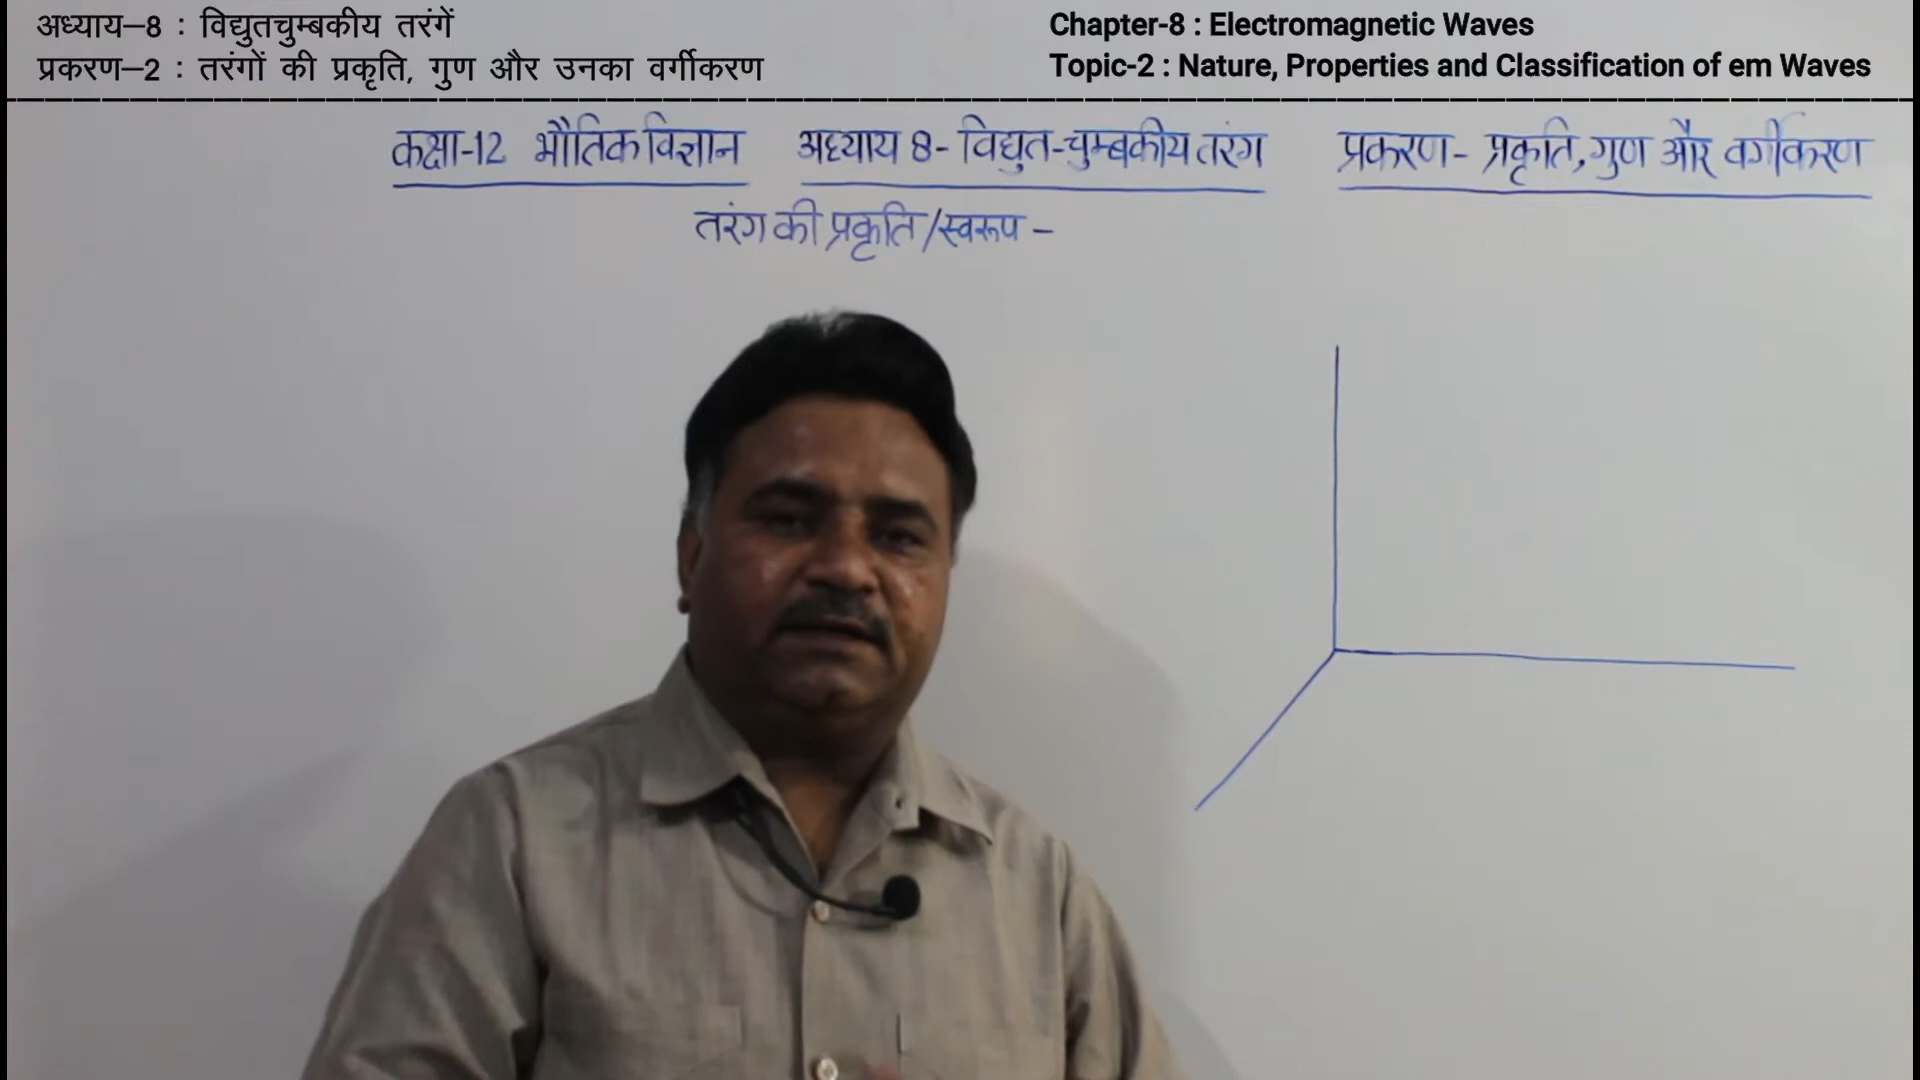 अध्याय–8 : विद्युतचुम्बकीय तरंगें
प्रकरण–2 : तरंगों की प्रकृति, गुण और उनका वर्गीकरण
Chapter-8 : Electromagnetic Waves
Topic-2 : Nature, Properties and Classification of em Waves
कक्षा-12 भौतिक विज्ञान अध्याय 8- विद्युत-चुम्बकीय तरंग प्रकरण- प्रकृति, गुण और वर्गीकरण
तरंग की प्रकृति/स्वरूप –